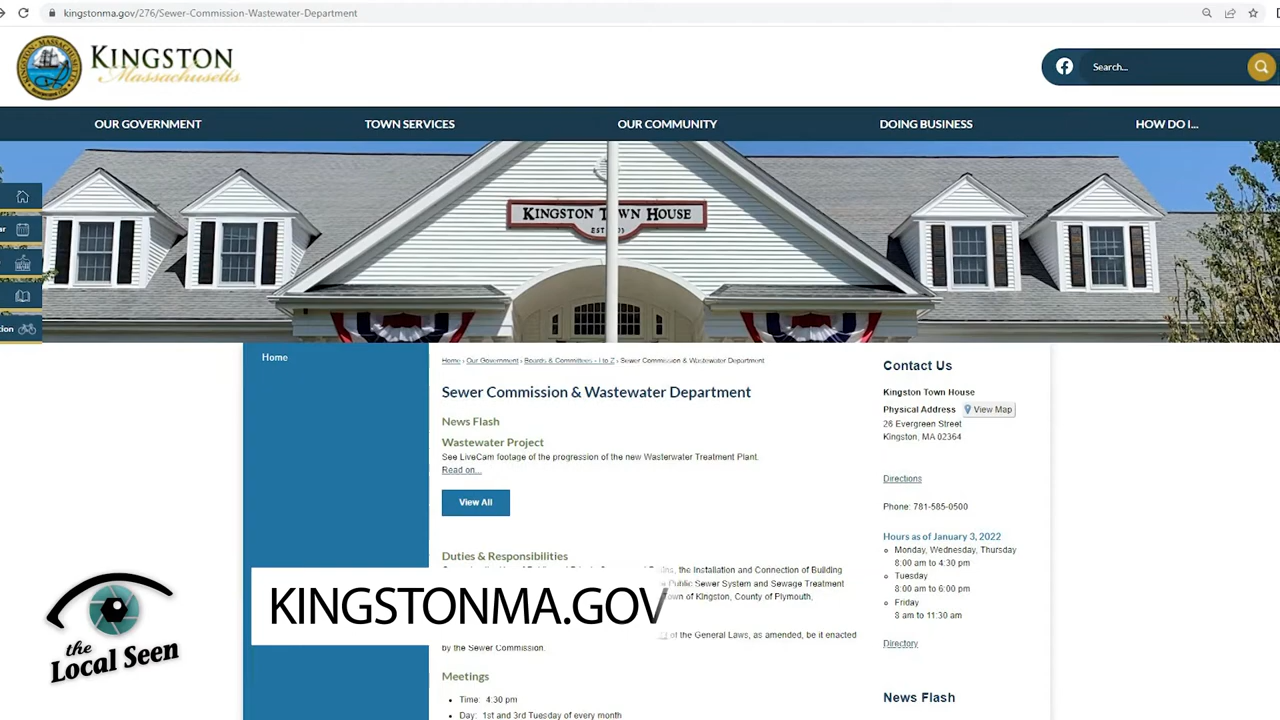 kingstonma.gov/276/Sewer-Commission-Wastewater-Department
KINGSTON
Massachusetts
Search...
OUR GOVERNMENT
TOWN SERVICES
OUR COMMUNITY
DOING BUSINESS
HOW DO I...
KINGSTON TOWN HOUSE
Home
Home › Our Government › Boards & Committees - I to Z › Sewer Commission & Wastewater Department
Sewer Commission & Wastewater Department
News Flash
Wastewater Project
See LiveCam footage of the progression of the new Wasterwater Treatment Plant.
Read on...
View All
Duties & Responsibilities
the Installation and Connection of Building
Public Sewer System and Sewage Treatment
of Kingston, County of Plymouth,
of the General Laws, as amended, be it enacted
by the Sewer Commission.
Meetings
Time: 4:30 pm
Day: 1st and 3rd Tuesday of every month
Contact Us
Kingston Town House
Physical Address
View Map
26 Evergreen Street
Kingston, MA 02364
Directions
Phone: 781-585-0500
Hours as of January 3, 2022
Monday, Wednesday, Thursday
8:00 am to 4:30 pm
Tuesday
8:00 am to 6:00 pm
Friday
8 am to 11:30 am
Directory
News Flash
KINGSTONMA.GOV
the
Local Seen